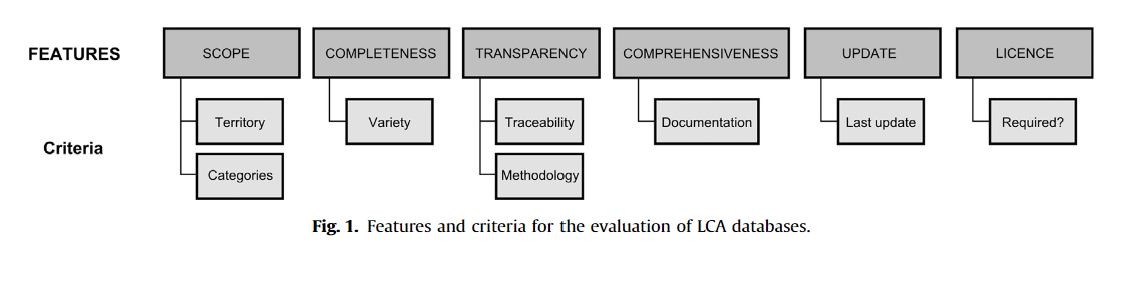 FEATURES SCOPE COMPLETENESS TRANSPARENCY COMPREHENSIVENESS UPDATE LICENCE
Territory Variety Traceability Documentation Last update Required?
Criteria
Categories Methodology
Fig. 1. Features and criteria for the evaluation of LCA databases.